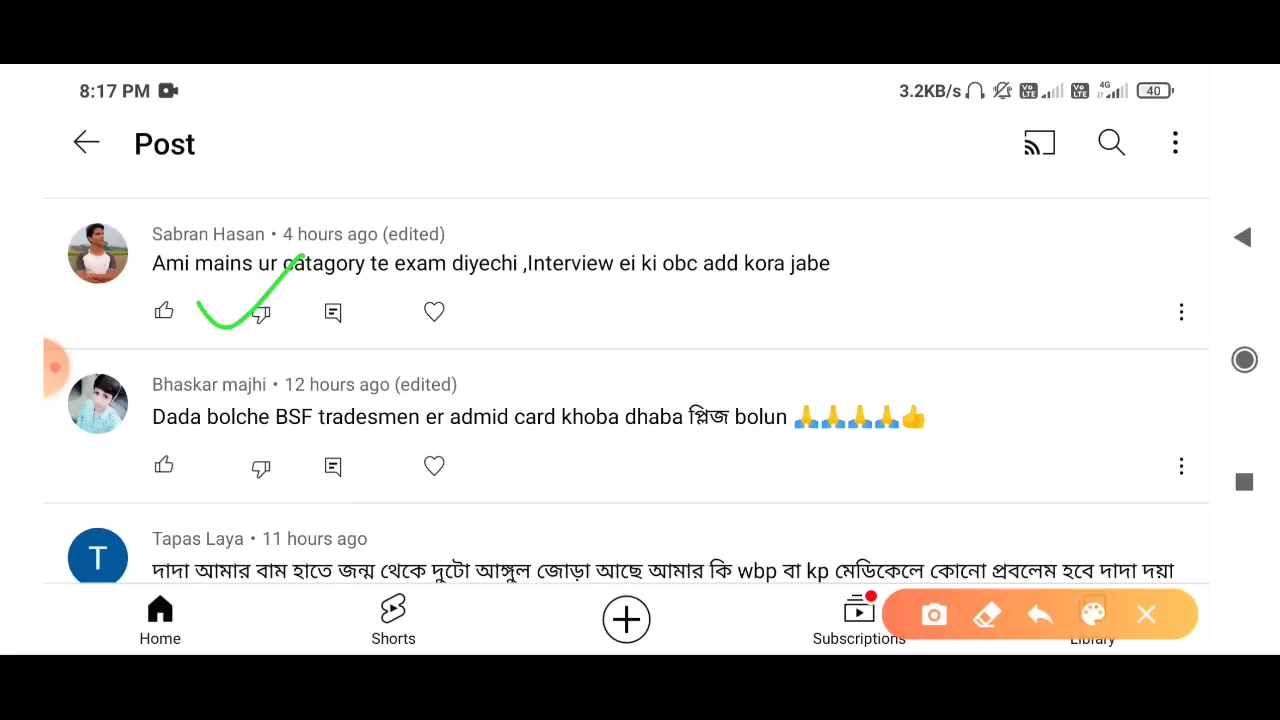 8:17 PM 3.2KB/s 4G 40
Post
Sabran Hasan • 4 hours ago (edited)
Ami mains ur catagory te exam diyechi ,Interview ei ki obc add kora jabe
Bhaskar majhi • 12 hours ago (edited)
Dada bolche BSF tradesmen er admid card khoba dhaba প্লিজ bolun 🙏🙏🙏🙏👍
T
Tapas Laya • 11 hours ago
দাদা আমার বাম হাতে জন্ম থেকে দুটো আঙ্গুল জোড়া আছে আমার কি wbp বা kp মেডিকেলে কোনো প্রবলেম হবে দাদা দয়া
Home Shorts Subscriptions Library